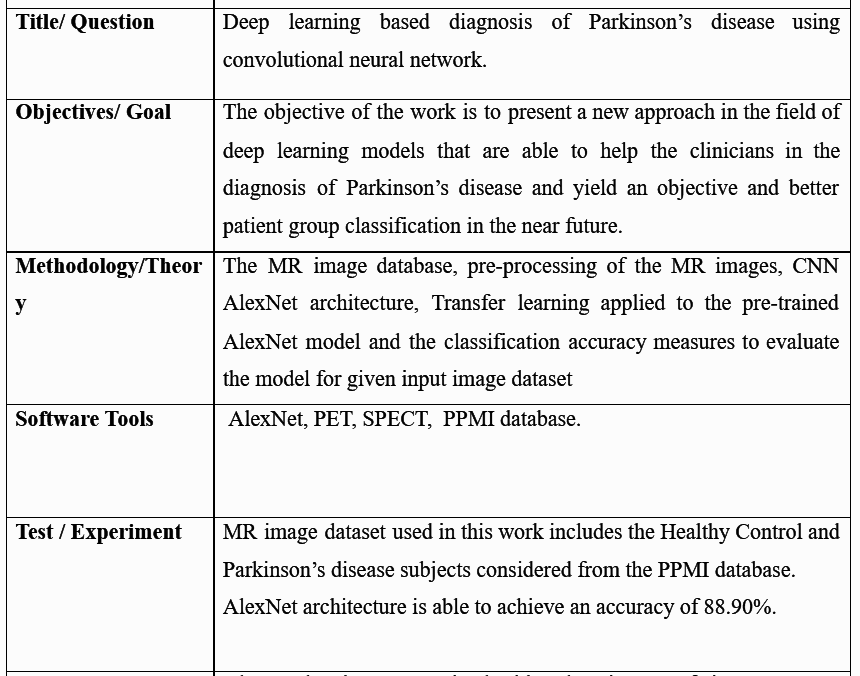 Title/ Question
Deep learning based diagnosis of Parkinson’s disease using
convolutional neural network.
Objectives/ Goal
The objective of the work is to present a new approach in the field of
deep learning models that are able to help the clinicians in the
diagnosis of Parkinson’s disease and yield an objective and better
patient group classification in the near future.
Methodology/Theor
y
The MR image database, pre-processing of the MR images, CNN
AlexNet architecture, Transfer learning applied to the pre-trained
AlexNet model and the classification accuracy measures to evaluate
the model for given input image dataset
Software Tools
AlexNet, PET, SPECT, PPMI database.
Test / Experiment
MR image dataset used in this work includes the Healthy Control and
Parkinson’s disease subjects considered from the PPMI database.
AlexNet architecture is able to achieve an accuracy of 88.90%.